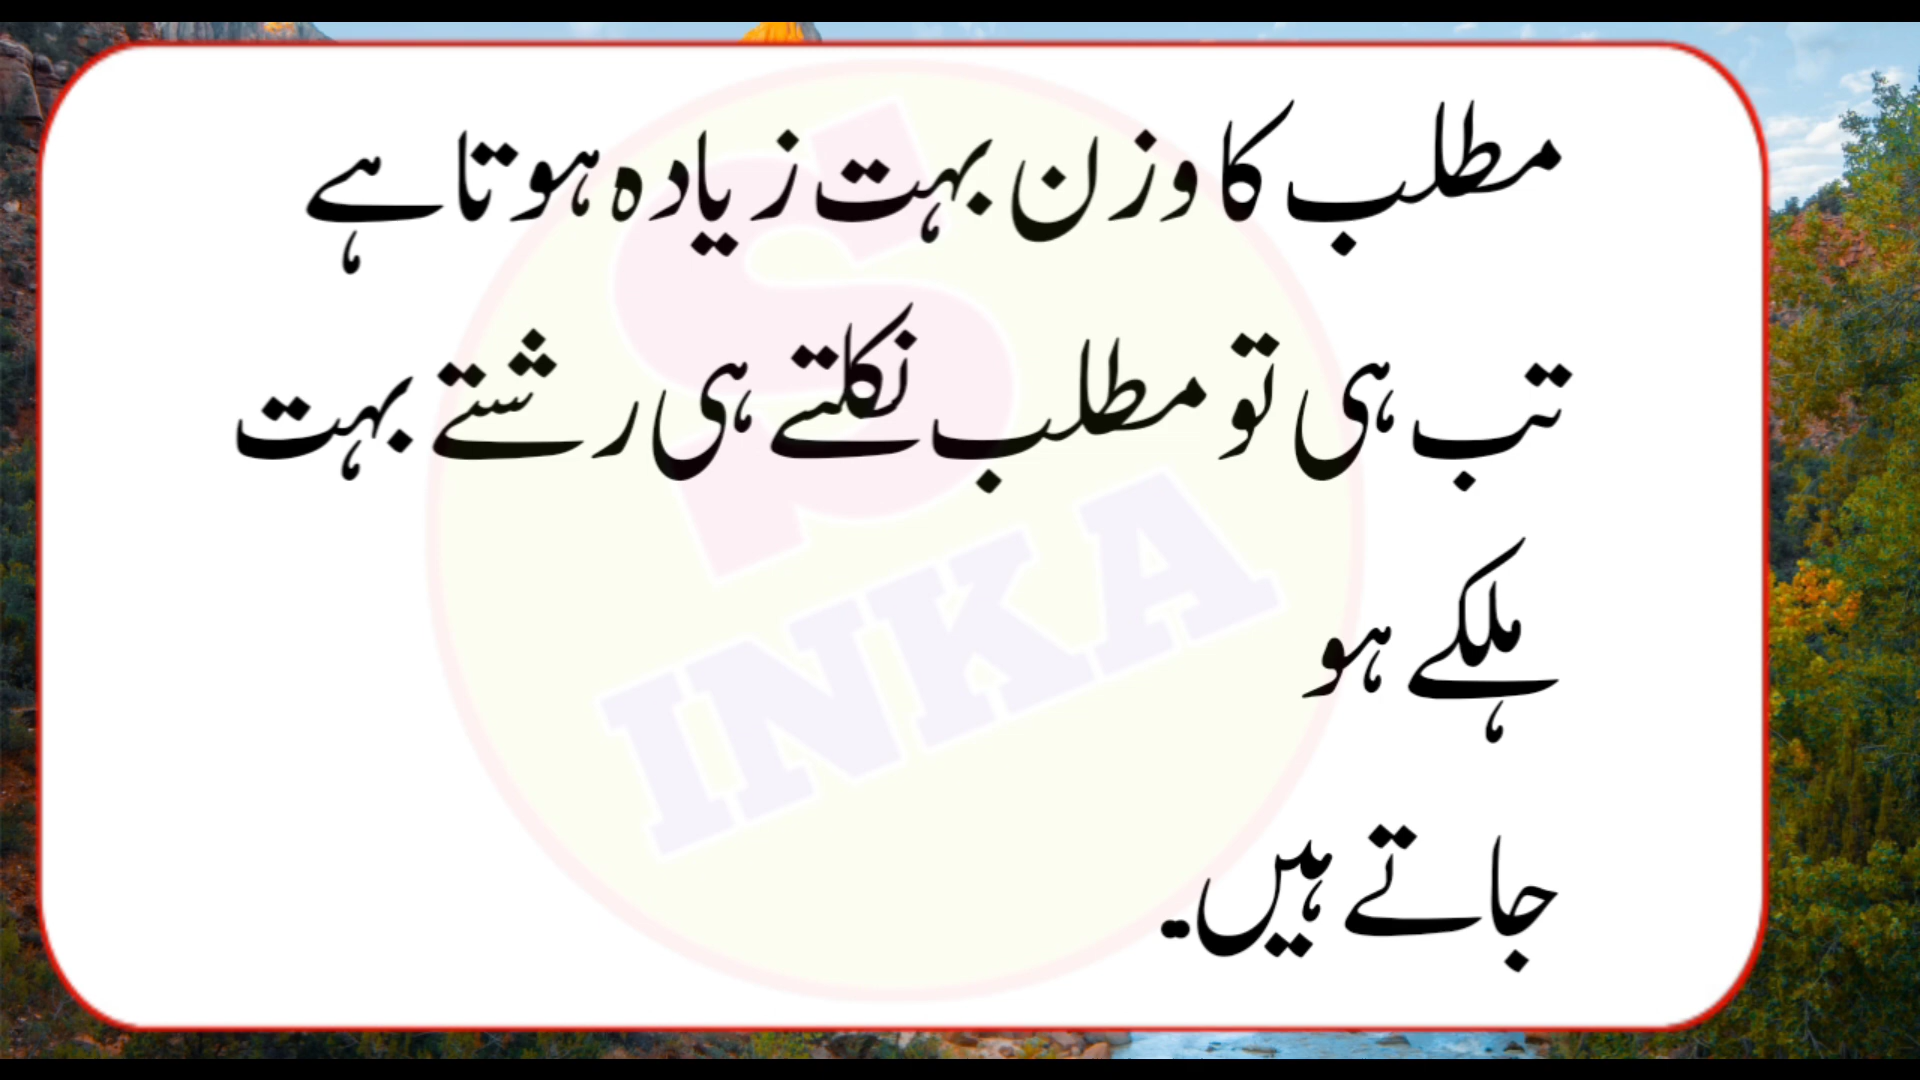 مطلب کا وزن بہت زیادہ ہوتا ہے
تب ہی تو مطلب نکلتے ہی رشتے بہت
ہلکے ہو
جاتے ہیں۔
S
INKA